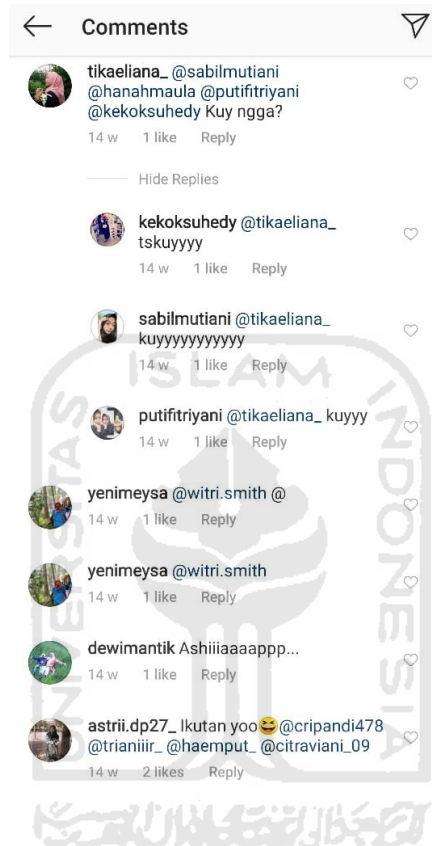 Comments
tikaeliana_ @sabilmutiani
@hanahmaula @putifitriyani
@kekoksuhedy Kuy ngga?
14 w 1 like Reply
Hide Replies
kekoksuhedy @tikaeliana_
tskuyyyy
14 w 1 like Reply
sabilmutiani @tikaeliana_
kuyyyyyyyyyyy
14 w 1 like Reply
putifitriyani @tikaeliana_ kuyyy
14 w 1 like Reply
yenimeysa @witri.smith @
14 w 1 like Reply
yenimeysa @witri.smith
14 w 1 like Reply
dewimantik Ashiiiaaaappp...
14 w 1 like Reply
astrii.dp27_ Ikutan yoo😆@cripandi478
@trianiiir_ @haemput_ @citraviani_09
14 w 2 likes Reply
UNIVERSITAS
ISLAM
INDONESIA